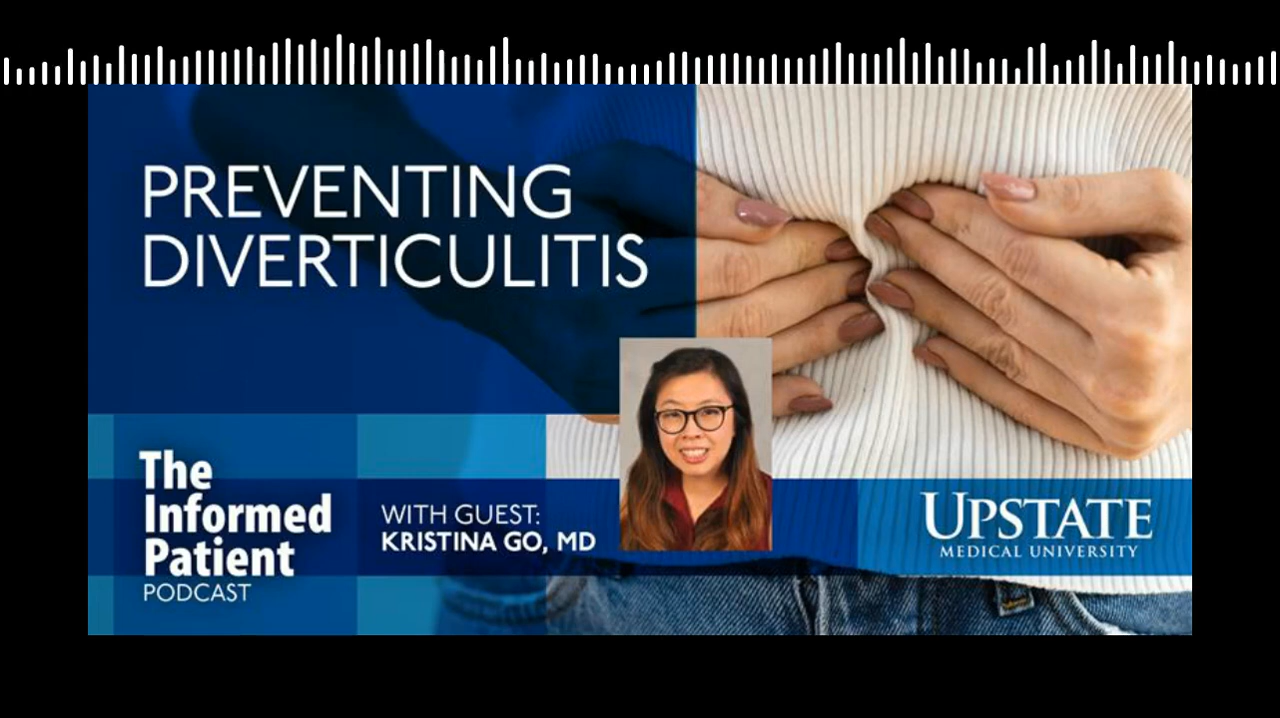 PREVENTING
DIVERTICULITIS
The
Informed
Patient
PODCAST
WITH GUEST:
KRISTINA GO, MD
UPSTATE
MEDICAL UNIVERSITY